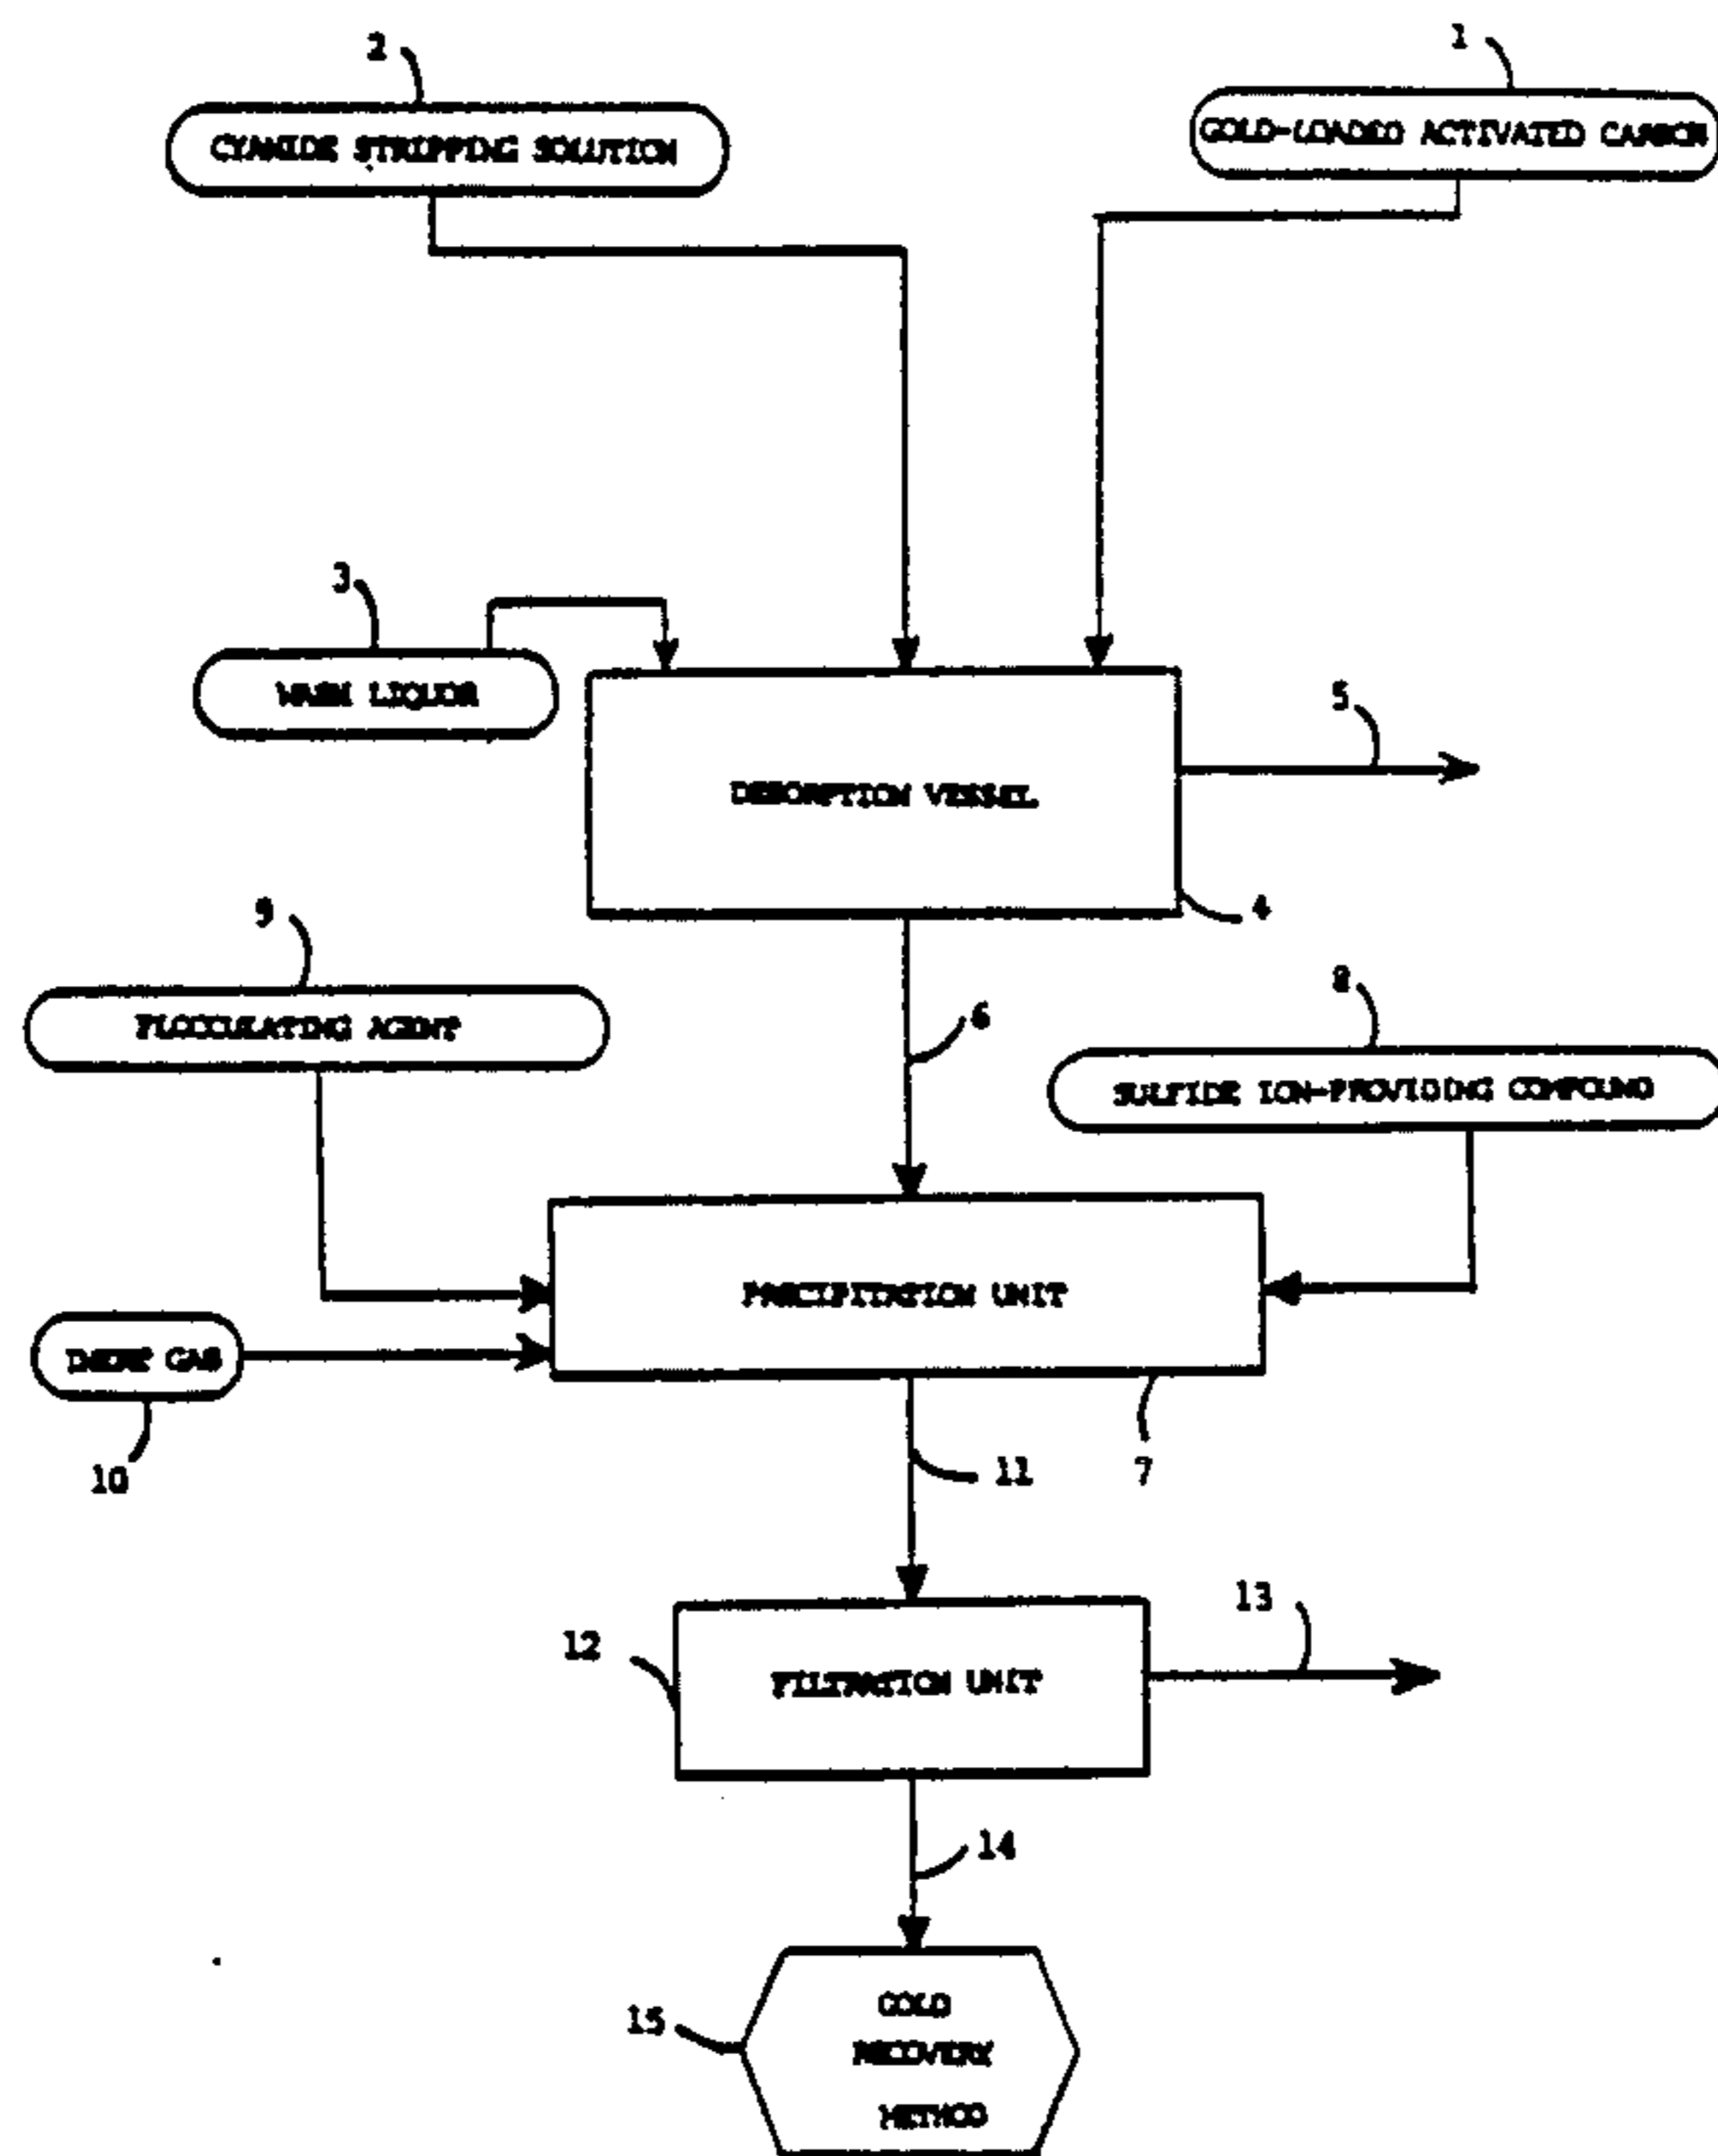 2
1
CYANIDE STRIPPING SOLUTION
GOLD-LOADED ACTIVATED CARBON
3
WASH LIQUOR
5
DESORPTION VESSEL
4
9
FLOCCULATING AGENT
6
8
SULFIDE ION-PROVIDING COMPOUND
PRECIPITATION UNIT
INERT GAS
10
11
7
12
13
FILTRATION UNIT
14
15
GOLD
RECOVERY
METHOD